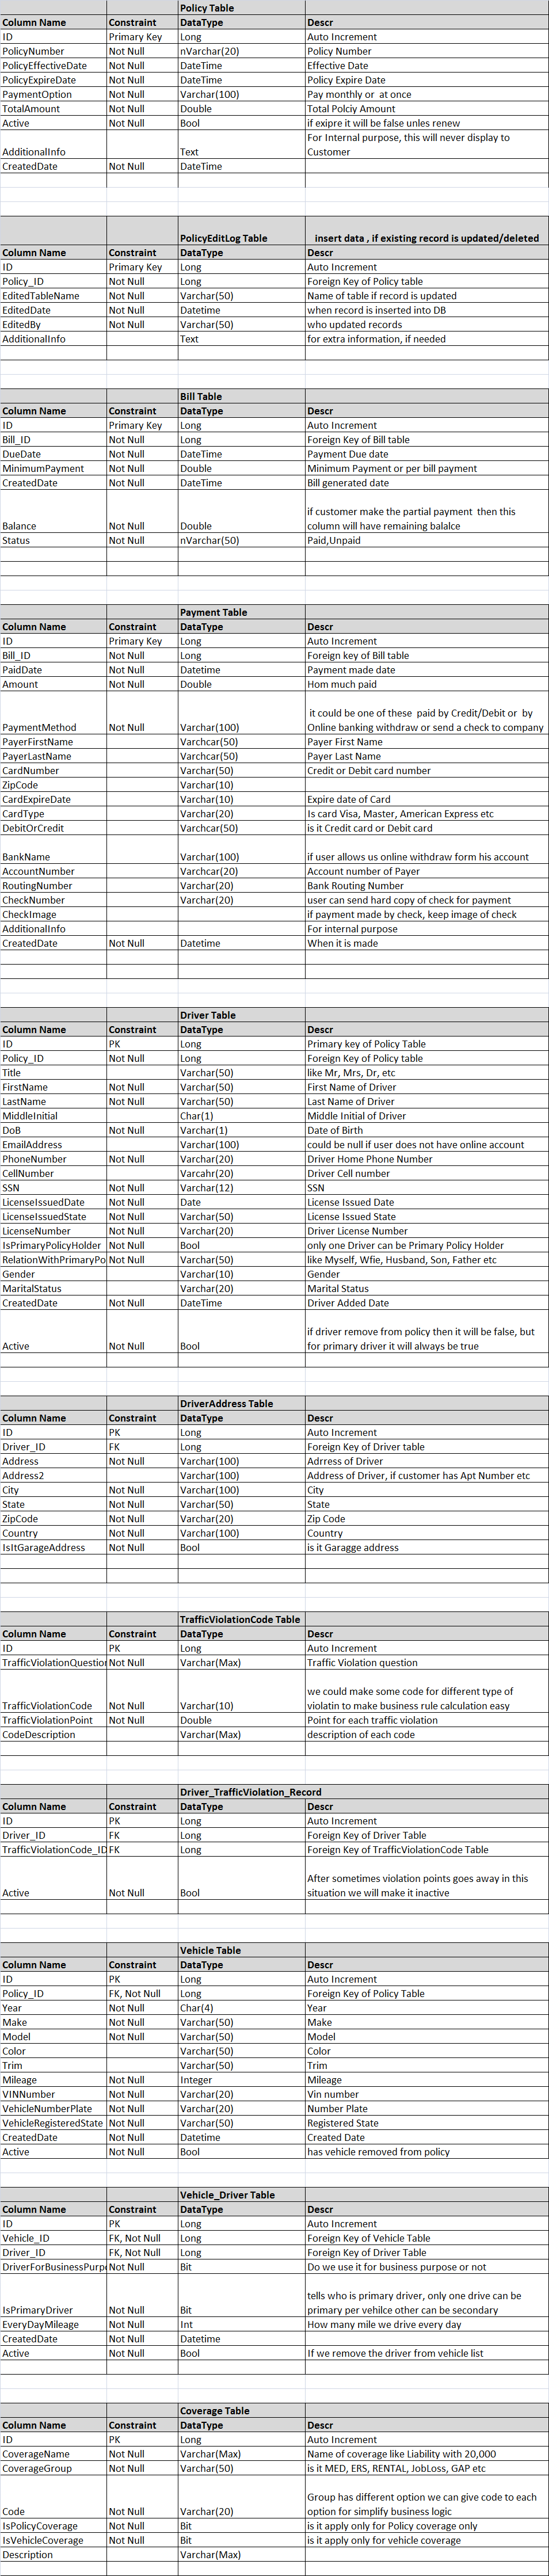 Policy Table
Column Name Constraint DataType Descr
ID Primary Key Long Auto Increment
PolicyNumber Not Null nVarchar(20) Policy Number
PolicyEffectiveDate Not Null DateTime Effective Date
PolicyExpireDate Not Null DateTime Policy Expire Date
PaymentOption Not Null Varchar(100) Pay monthly or at once
TotalAmount Not Null Double Total Polciy Amount
Active Not Null Bool if exipre it will be false unles renew
For Internal purpose, this will never display to
AdditionalInfo Text Customer
CreatedDate Not Null DateTime
PolicyEditLog Table insert data , if existing record is updated/deleted
Column Name Constraint DataType Descr
ID Primary Key Long Auto Increment
Policy_ID Not Null Long Foreign Key of Policy table
EditedTableName Not Null Varchar(50) Name of table if record is updated
EditedDate Not Null Datetime when record is inserted into DB
EditedBy Not Null Varchar(50) who updated records
AdditionalInfo Text for extra information, if needed
Bill Table
Column Name Constraint DataType Descr
ID Primary Key Long Auto Increment
Bill_ID Not Null Long Foreign Key of Bill table
DueDate Not Null DateTime Payment Due date
MinimumPayment Not Null Double Minimum Payment or per bill payment
CreatedDate Not Null DateTime Bill generated date
if customer make the partial payment then this
Balance Not Null Double column will have remaining balalce
Status Not Null nVarchar(50) Paid,Unpaid
Payment Table
Column Name Constraint DataType Descr
ID Primary Key Long Auto Increment
Bill_ID Not Null Long Foreign key of Bill table
PaidDate Not Null Datetime Payment made date
Amount Not Null Double Hom much paid
it could be one of these paid by Credit/Debit or by
PaymentMethod Not Null Varchar(100) Online banking withdraw or send a check to company
PayerFirstName Varchcar(50) Payer First Name
PayerLastName Varchcar(50) Payer Last Name
CardNumber Varchar(50) Credit or Debit card number
ZipCode Varchar(10)
CardExpireDate Varchar(10) Expire date of Card
CardType Varchar(20) Is card Visa, Master, American Express etc
DebitOrCredit Varchcar(50) is it Credit card or Debit card
BankName Varchar(100) if user allows us online withdraw form his account
AccountNumber Varchcar(20) Account number of Payer
RoutingNumber Varchar(20) Bank Routing Number
CheckNumber Varchar(20) user can send hard copy of check for payment
CheckImage if payment made by check, keep image of check
AdditionalInfo For internal purpose
CreatedDate Not Null Datetime When it is made
Driver Table
Column Name Constraint DataType Descr
ID PK Long Primary key of Policy Table
Policy_ID Not Null Long Foreign Key of Policy table
Title Varchar(50) like Mr, Mrs, Dr, etc
FirstName Not Null Varchar(50) First Name of Driver
LastName Not Null Varchar(50) Last Name of Driver
MiddleInitial Char(1) Middle Initial of Driver
DoB Not Null Varchar(1) Date of Birth
EmailAddress Varchar(100) could be null if user does not have online account
PhoneNumber Not Null Varchar(20) Driver Home Phone Number
CellNumber Varcahr(20) Driver Cell number
SSN Not Null Varchar(12) SSN
LicenseIssuedDate Not Null Date License Issued Date
LicenseIssuedState Not Null Varchar(50) License Issued State
LicenseNumber Not Null Varchar(20) Driver License Number
IsPrimaryPolicyHolder Not Null Bool only one Driver can be Primary Policy Holder
RelationWithPrimaryPo Not Null Varchar(50) like Myself, Wfie, Husband, Son, Father etc
Gender Varchar(10) Gender
MaritalStatus Varchar(20) Marital Status
CreatedDate Not Null DateTime Driver Added Date
if driver remove from policy then it will be false, but
Active Not Null Bool for primary driver it will always be true
DriverAddress Table
Column Name Constraint DataType Descr
ID PK Long Auto Increment
Driver_ID FK Long Foreign Key of Driver table
Address Not Null Varchar(100) Adrress of Driver
Address2 Varchar(100) Address of Driver, if customer has Apt Number etc
City Not Null Varchar(100) City
State Not Null Varchar(50) State
ZipCode Not Null Varchar(20) Zip Code
Country Not Null Varchar(100) Country
IsItGarageAddress Not Null Bool is it Garagge address
TrafficViolationCode Table
Column Name Constraint DataType Descr
ID PK Long Auto Increment
TrafficViolationQuestion Not Null Varchar(Max) Traffic Violation question
we could make some code for different type of
TrafficViolationCode Not Null Varchar(10) violatin to make business rule calculation easy
TrafficViolationPoint Not Null Double Point for each traffic violation
CodeDescription Varchar(Max) description of each code
Driver_TrafficViolation_Record
Column Name Constraint DataType Descr
ID PK Long Auto Increment
Driver_ID FK Long Foreign Key of Driver Table
TrafficViolationCode_ID FK Long Foreign Key of TrafficViolationCode Table
After sometimes violation points goes away in this
Active Not Null Bool situation we will make it inactive
Vehicle Table
Column Name Constraint DataType Descr
ID PK Long Auto Increment
Policy_ID FK, Not Null Long Foreign Key of Policy Table
Year Not Null Char(4) Year
Make Not Null Varchar(50) Make
Model Not Null Varchar(50) Model
Color Varchar(50) Color
Trim Varchar(50) Trim
Mileage Not Null Integer Mileage
VINNumber Not Null Varchar(20) Vin number
VehicleNumberPlate Not Null Varchar(20) Number Plate
VehicleRegisteredState Not Null Varchar(50) Registered State
CreatedDate Not Null Datetime Created Date
Active Not Null Bool has vehicle removed from policy
Vehicle_Driver Table
Column Name Constraint DataType Descr
ID PK Long Auto Increment
Vehicle_ID FK, Not Null Long Foreign Key of Vehicle Table
Driver_ID FK, Not Null Long Foreign Key of Driver Table
DriverForBusinessPurp Not Null Bit Do we use it for business purpose or not
tells who is primary driver, only one drive can be
IsPrimaryDriver Not Null Bit primary per vehilce other can be secondary
EveryDayMileage Not Null Int How many mile we drive every day
CreatedDate Not Null Datetime
Active Not Null Bool If we remove the driver from vehicle list
Coverage Table
Column Name Constraint DataType Descr
ID PK Long Auto Increment
CoverageName Not Null Varchar(Max) Name of coverage like Liability with 20,000
CoverageGroup Not Null Varchar(50) is it MED, ERS, RENTAL, JobLoss, GAP etc
Group has different option we can give code to each
Code Not Null Varchar(20) option for simplify business logic
IsPolicyCoverage Not Null Bit is it apply only for Policy coverage only
IsVehicleCoverage Not Null Bit is it apply only for vehicle coverage
Description Varchar(Max)